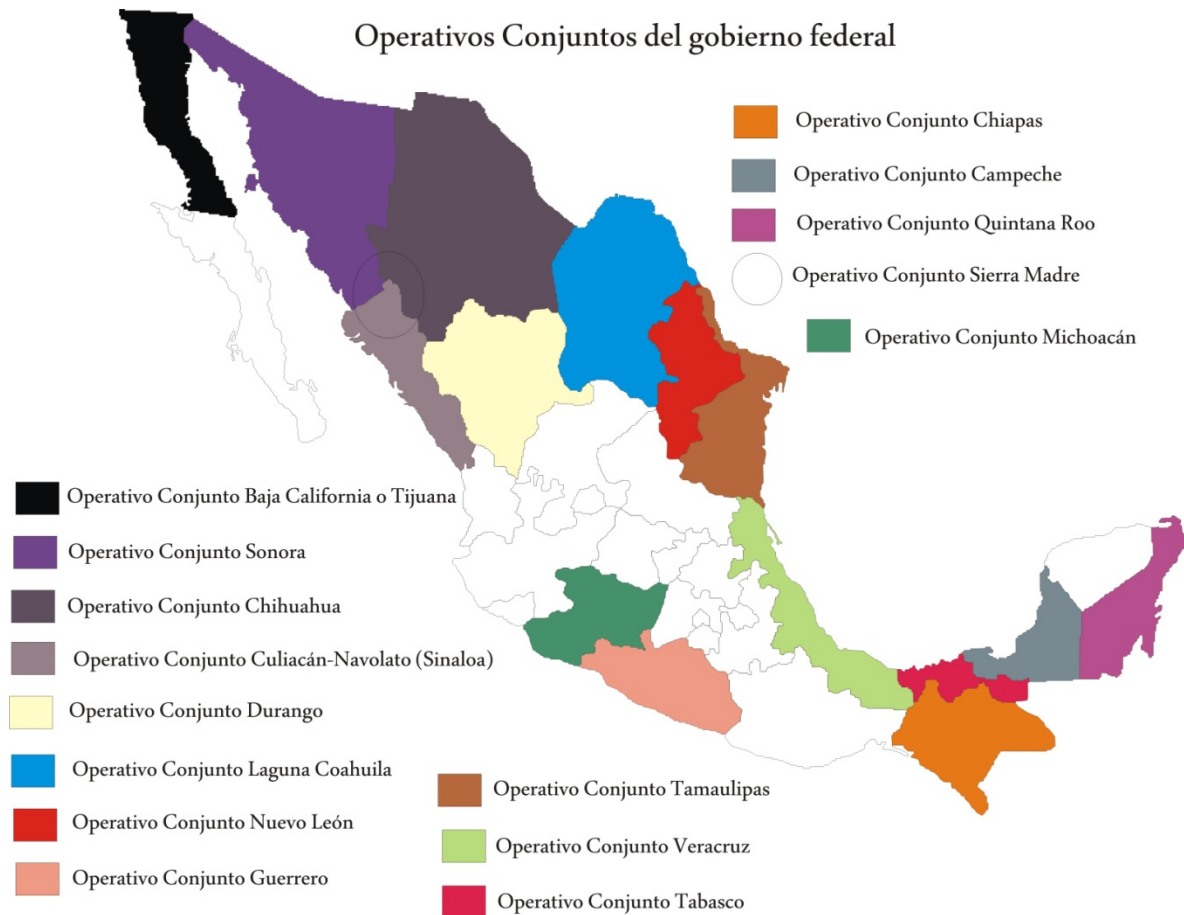 Operativos Conjuntos del gobierno federal
Operativo Conjunto Chiapas
Operativo Conjunto Campeche
Operativo Conjunto Quintana Roo
Operativo Conjunto Sierra Madre
Operativo Conjunto Michoacán
Operativo Conjunto Baja California o Tijuana
Operativo Conjunto Sonora
Operativo Conjunto Chihuahua
Operativo Conjunto Culiacán-Navolato (Sinaloa)
Operativo Conjunto Durango
Operativo Conjunto Laguna Coahuila
Operativo Conjunto Nuevo León
Operativo Conjunto Guerrero
Operativo Conjunto Tamaulipas
Operativo Conjunto Veracruz
Operativo Conjunto Tabasco